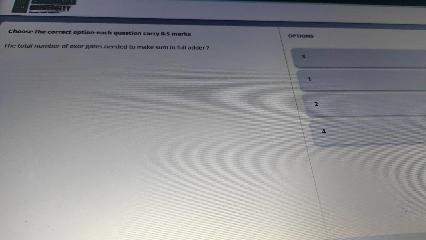 Choose the correct option each question carry 0.5 marks
The total number of exor gates needed to make sum in full adder?
OPTIONS
1
2